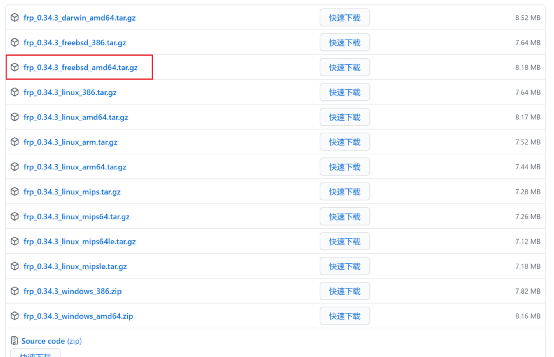 frp_0.34.3_darwin_amd64.tar.gz 快速下载 8.52 MB
frp_0.34.3_freebsd_386.tar.gz 快速下载 7.64 MB
frp_0.34.3_freebsd_amd64.tar.gz 快速下载 8.18 MB
frp_0.34.3_linux_386.tar.gz 快速下载 7.64 MB
frp_0.34.3_linux_amd64.tar.gz 快速下载 8.17 MB
frp_0.34.3_linux_arm.tar.gz 快速下载 7.52 MB
frp_0.34.3_linux_arm64.tar.gz 快速下载 7.44 MB
frp_0.34.3_linux_mips.tar.gz 快速下载 7.28 MB
frp_0.34.3_linux_mips64.tar.gz 快速下载 7.26 MB
frp_0.34.3_linux_mips64le.tar.gz 快速下载 7.12 MB
frp_0.34.3_linux_mipsle.tar.gz 快速下载 7.18 MB
frp_0.34.3_windows_386.zip 快速下载 7.82 MB
frp_0.34.3_windows_amd64.zip 快速下载 8.16 MB
Source code (zip)
快速下载